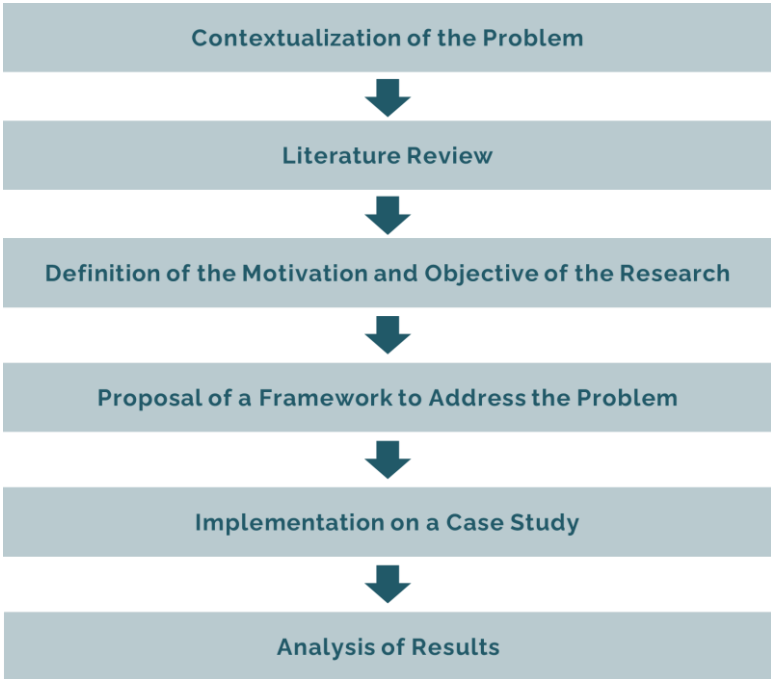 Contextualization of the Problem
Literature Review
Definition of the Motivation and Objective of the Research
Proposal of a Framework to Address the Problem
Implementation on a Case Study
Analysis of Results